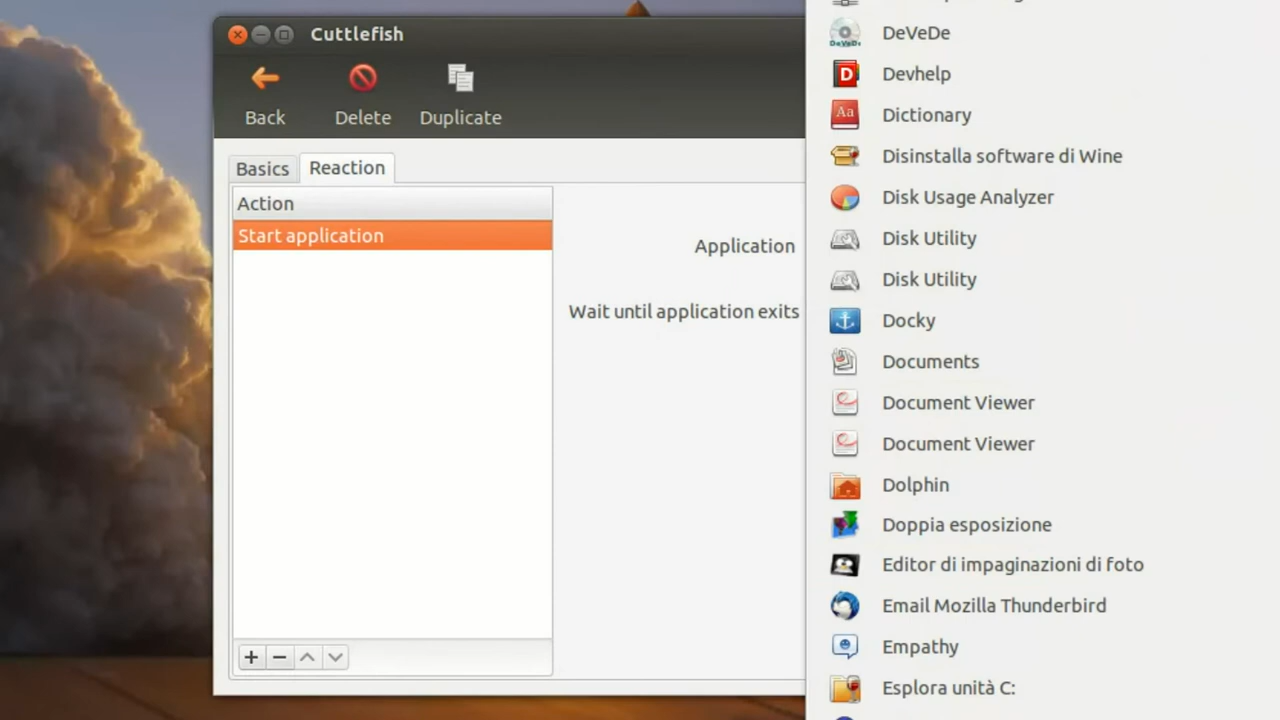 Cuttlefish
Back
Delete
Duplicate
Basics
Reaction
Action
Start application
Application
Wait until application exits
DeVeDe
DeVeDe
D
Devhelp
Aa
Dictionary
Disinstalla software di Wine
Disk Usage Analyzer
Disk Utility
Disk Utility
Docky
Documents
Document Viewer
Document Viewer
Dolphin
Doppia esposizione
Editor di impaginazioni di foto
Email Mozilla Thunderbird
Empathy
Esplora unità C: